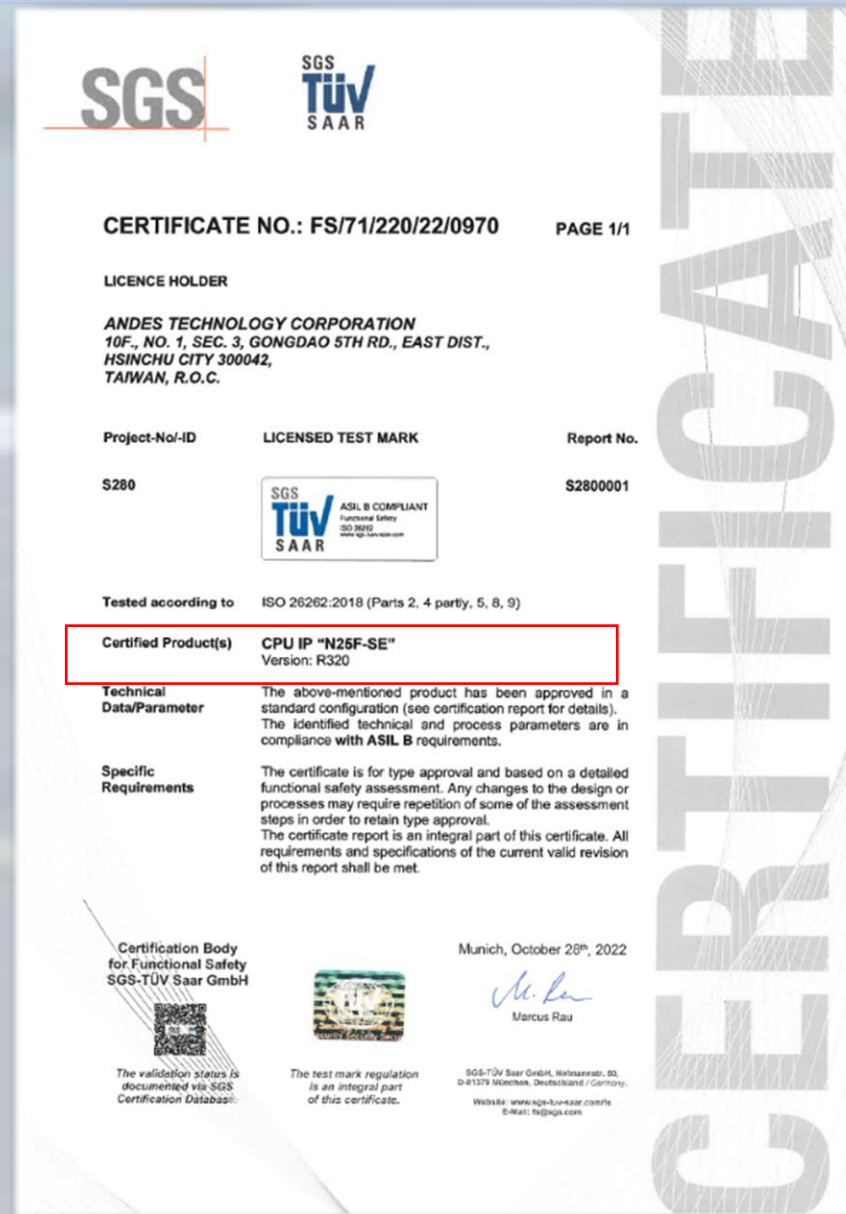 SGS
SGS
TÜV
SAAR
CERTIFICATE NO.: FS/71/220/22/0970 PAGE 1/1
LICENCE HOLDER
ANDES TECHNOLOGY CORPORATION
10F., NO. 1, SEC. 3, GONGDAO 5TH RD., EAST DIST.,
HSINCHU CITY 300042,
TAIWAN, R.O.C.
Project-No/-ID LICENSED TEST MARK Report No.
S280 S2800001
SGS
TÜV
SAAR
ASIL B COMPLIANT
Functional Safety
ISO 26262
www.sgs-tuv-saar.com
Tested according to ISO 26262:2018 (Parts 2, 4 partly, 5, 8, 9)
Certified Product(s) CPU IP "N25F-SE"
Version: R320
Technical
Data/Parameter
The above-mentioned product has been approved in a
standard configuration (see certification report for details).
The identified technical and process parameters are in
compliance with ASIL B requirements.
Specific
Requirements
The certificate is for type approval and based on a detailed
functional safety assessment. Any changes to the design or
processes may require repetition of some of the assessment
steps in order to retain type approval.
The certificate report is an integral part of this certificate. All
requirements and specifications of the current valid revision
of this report shall be met.
Certification Body
for Functional Safety
SGS-TÜV Saar GmbH
Munich, October 28th, 2022
Marcus Rau
The validation status is
documented via SGS
Certification Database.
The test mark regulation
is an integral part
of this certificate.
SGS-TÜV Saar GmbH, Hofmannstr. 50,
D-81379 München, Deutschland / Germany.
Website: www.sgs-tuv-saar.com/fs
E-Mail: fs@sgs.com
CERTIFICATE